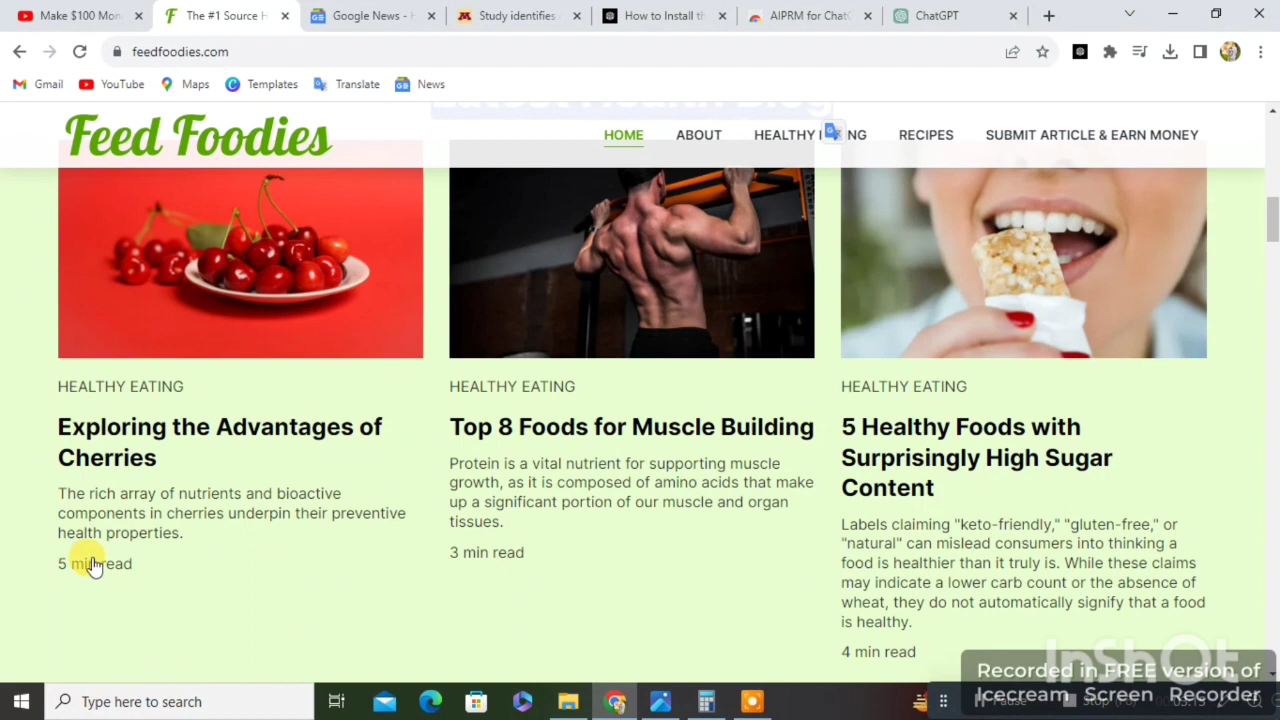 Make $100 Mon
The #1 Source H
Google News - H
Study identifies
How to Install th
AIPRM for ChatG
ChatGPT
feedfoodies.com
Gmail
YouTube
Maps
Templates
Translate
News
Latest Health Blog
Feed Foodies
HOME
ABOUT
RECIPES
SUBMIT ARTICLE & EARN MONEY
HEALTHY EATING
Exploring the Advantages of
Cherries
The rich array of nutrients and bioactive
components in cherries underpin their preventive
health properties.
5 min read
HEALTHY EATING
Top 8 Foods for Muscle Building
Protein is a vital nutrient for supporting muscle
growth, as it is composed of amino acids that make
up a significant portion of our muscle and organ
tissues.
3 min read
HEALTHY EATING
5 Healthy Foods with
Surprisingly High Sugar
Content
Labels claiming "keto-friendly," "gluten-free," or
"natural" can mislead consumers into thinking a
food is healthier than it truly is. While these claims
may indicate a lower carb count or the absence of
wheat, they do not automatically signify that a food
is healthy.
4 min read
InShOt
Recorded in FREE version of
Icecream Screen Recorder
Pause
Type here to search